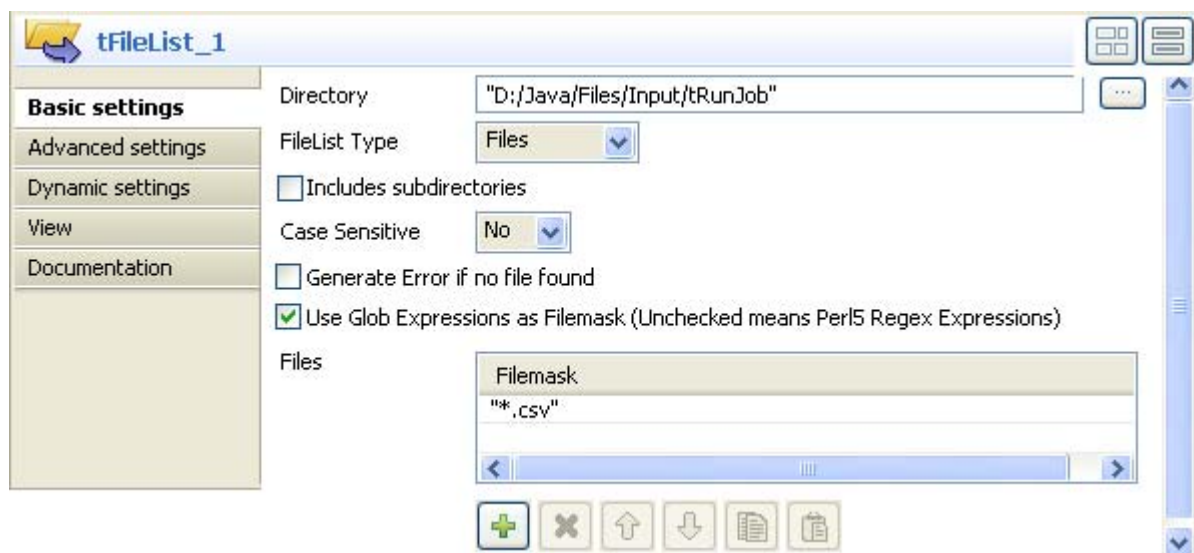 tFileList_1
Basic settings
Advanced settings
Dynamic settings
View
Documentation
Directory "D:/Java/Files/Input/tRunJob" ...
FileList Type Files
Includes subdirectories
Case Sensitive No
Generate Error if no file found
Use Glob Expressions as Filemask (Unchecked means Perl5 Regex Expressions)
Files
Filemask
"*.csv"